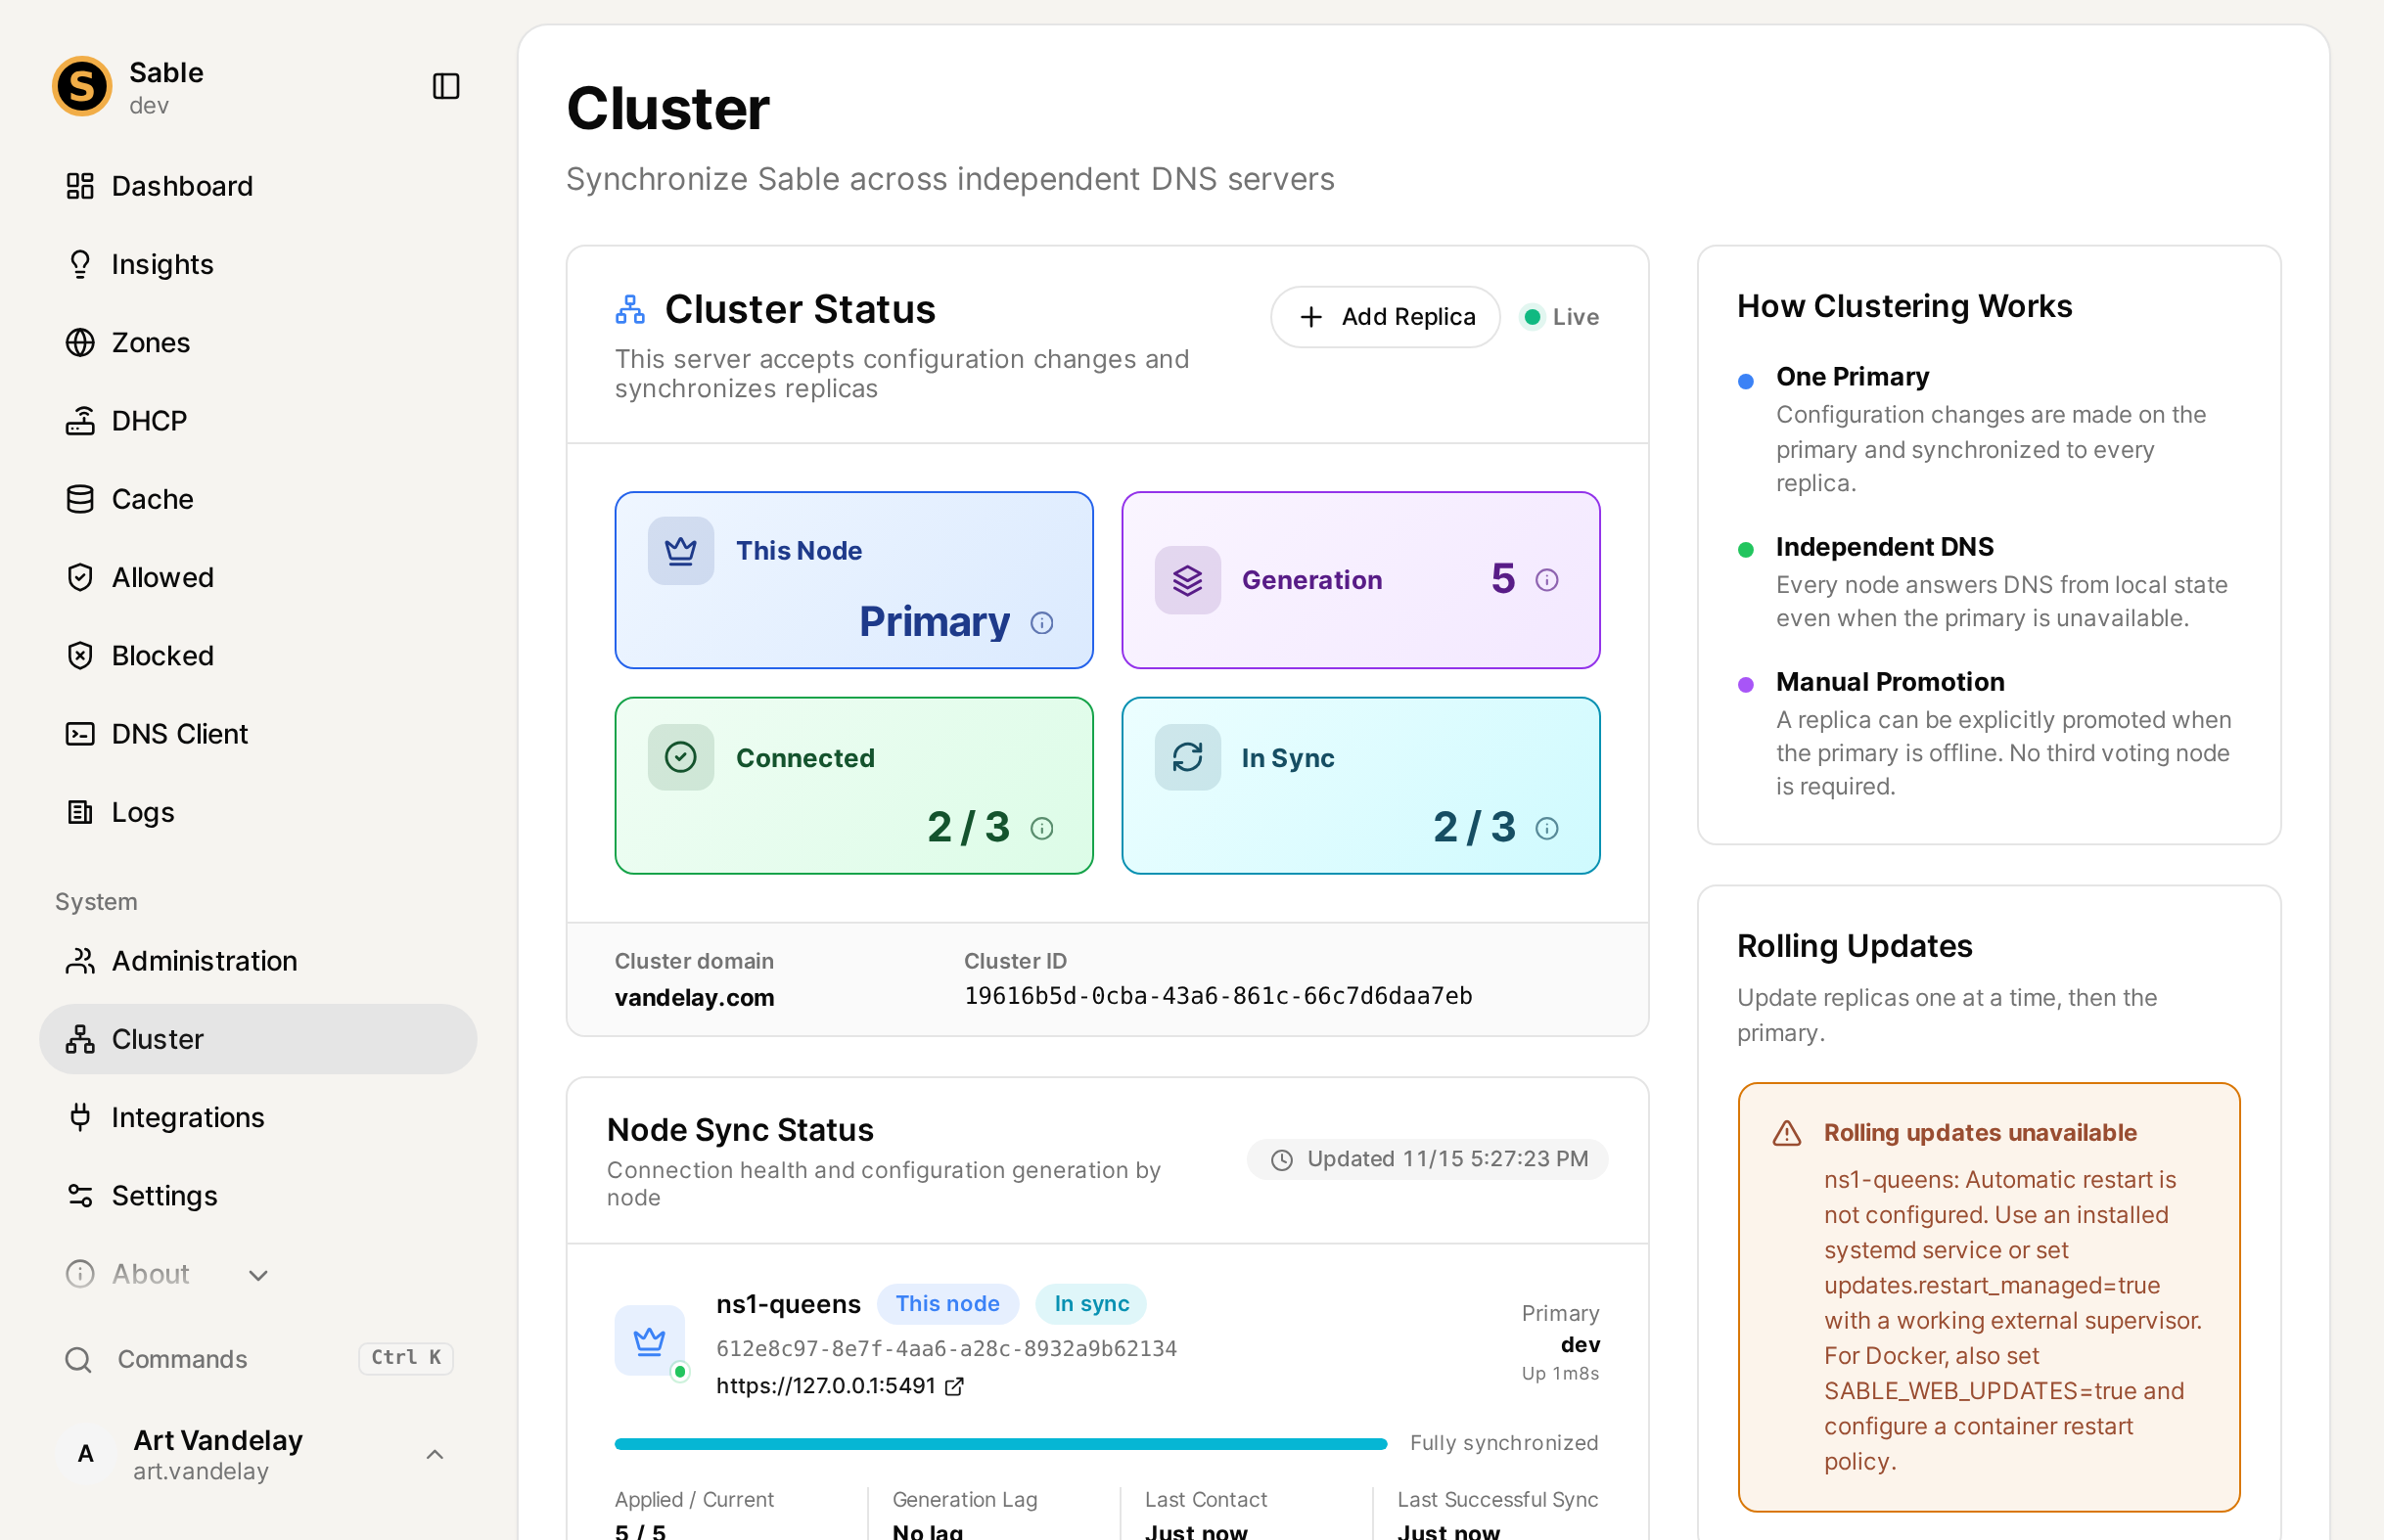 S
Sable
dev
Dashboard
Insights
Zones
DHCP
Cache
Allowed
Blocked
DNS Client
Logs
System
Administration
Cluster
Integrations
Settings
About
Commands
Ctrl K
A
Art Vandelay
art.vandelay
Cluster
Synchronize Sable across independent DNS servers
Cluster Status
This server accepts configuration changes and
synchronizes replicas
Add Replica
Live
This Node
Primary
Generation
5
Connected
2 / 3
In Sync
2 / 3
Cluster domain
vandelay.com
Cluster ID
19616b5d-0cba-43a6-861c-66c7d6daa7eb
Node Sync Status
Connection health and configuration generation by
node
Updated 11/15 5:27:23 PM
ns1-queens
This node
In sync
612e8c97-8e7f-4aa6-a28c-8932a9b62134
https://127.0.0.1:5491
Primary
dev
Up 1m8s
Fully synchronized
Applied / Current
5 / 5
Generation Lag
No lag
Last Contact
Just now
Last Successful Sync
Just now
How Clustering Works
One Primary
Configuration changes are made on the
primary and synchronized to every
replica.
Independent DNS
Every node answers DNS from local state
even when the primary is unavailable.
Manual Promotion
A replica can be explicitly promoted when
the primary is offline. No third voting node
is required.
Rolling Updates
Update replicas one at a time, then the
primary.
Rolling updates unavailable
ns1-queens: Automatic restart is
not configured. Use an installed
systemd service or set
updates.restart_managed=true
with a working external supervisor.
For Docker, also set
SABLE_WEB_UPDATES=true and
configure a container restart
policy.